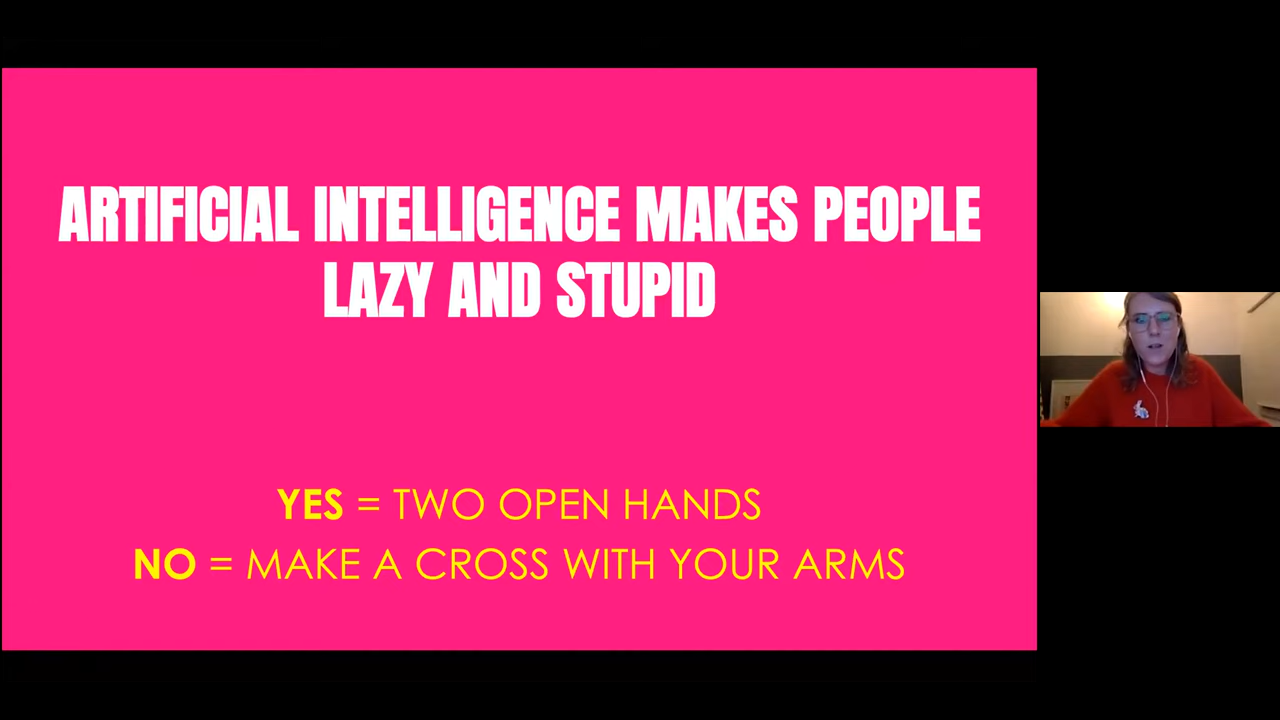 ARTIFICIAL INTELLIGENCE MAKES PEOPLE
LAZY AND STUPID
YES = TWO OPEN HANDS
NO = MAKE A CROSS WITH YOUR ARMS